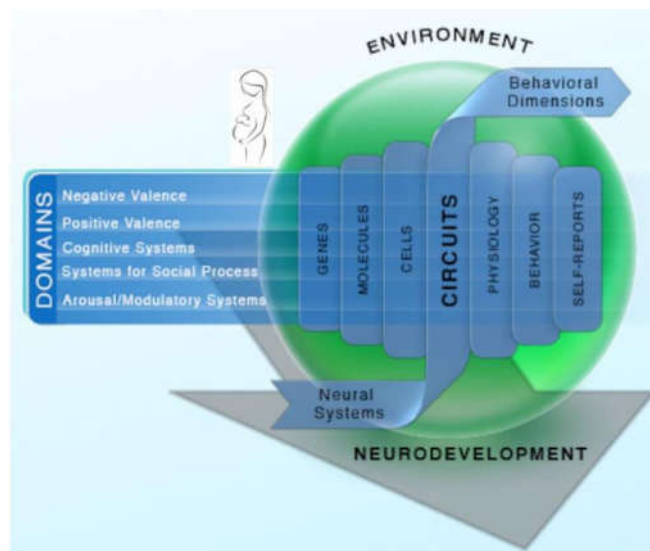 ENVIRONMENT
Behavioral
Dimensions
DOMAINS
Negative Valence
Positive Valence
Cognitive Systems
Systems for Social Process
Arousal/Modulatory Systems
GENES
MOLECULES
CELLS
CIRCUITS
PHYSIOLOGY
BEHAVIOR
SELF-REPORTS
Neural
Systems
NEURODEVELOPMENT